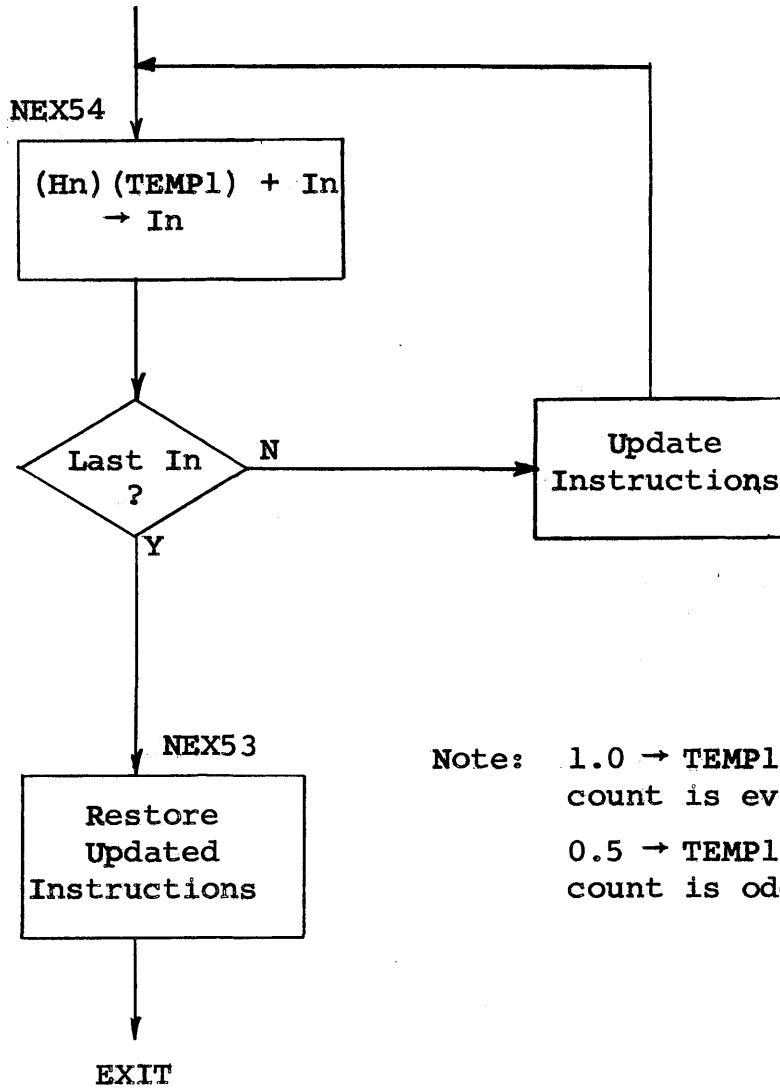 NEX54
(Hn)(TEMP1) + In
→ In
Last In
?
N
Y
Update
Instructions
NEX53
Restore
Updated
Instructions
EXIT
Note: 1.0 → TEMP1
count is ev
0.5 → TEMP1
count is od